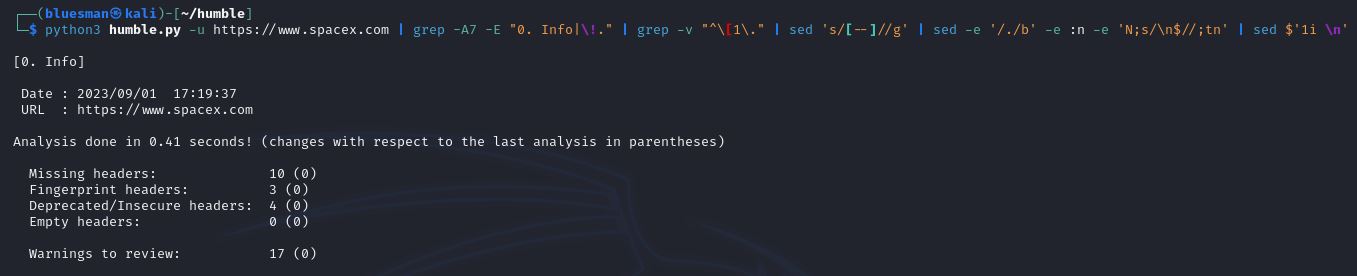 ┌──(bluesman㉿kali)-[~/humble]
└─$ python3 humble.py -u https://www.spacex.com | grep -A7 -E "0. Info|\!." | grep -v "^\[1\." | sed 's/[--]//g' | sed -e '/./b' -e :n -e 'N;s/\n$//;tn' | sed $'1i \n'
[0. Info]
Date : 2023/09/01  17:19:37
URL  : https://www.spacex.com
Analysis done in 0.41 seconds! (changes with respect to the last analysis in parentheses)
Missing headers: 10 (0)
Fingerprint headers: 3 (0)
Deprecated/Insecure headers: 4 (0)
Empty headers: 0 (0)
Warnings to review: 17 (0)